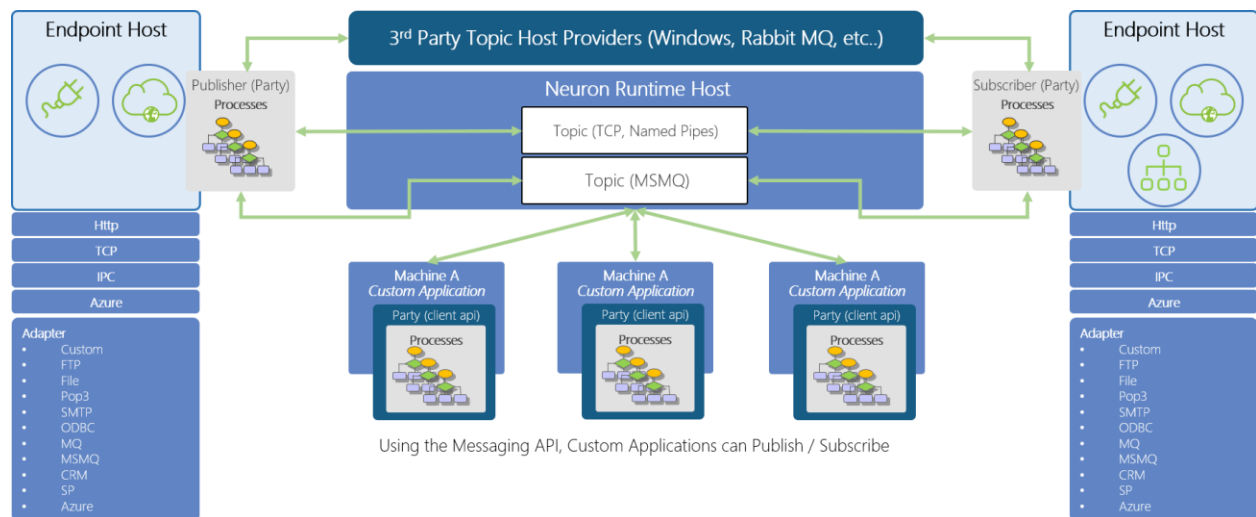 Endpoint Host
Http
TCP
IPC
Azure
Adapter
• Custom
• FTP
• File
• Pop3
• SMTP
• ODBC
• MQ
• MSMQ
• CRM
• SP
• Azure
Publisher (Party)
Processes
3rd Party Topic Host Providers (Windows, Rabbit MQ, etc..)
Neuron Runtime Host
Topic (TCP, Named Pipes)
Topic (MSMQ)
Machine A
Custom Application
Party (client api)
Processes
Machine A
Custom Application
Party (client api)
Processes
Machine A
Custom Application
Party (client api)
Processes
Using the Messaging API, Custom Applications can Publish / Subscribe
Subscriber (Party)
Processes
Endpoint Host
Http
TCP
IPC
Azure
Adapter
• Custom
• FTP
• File
• Pop3
• SMTP
• ODBC
• MQ
• MSMQ
• CRM
• SP
• Azure